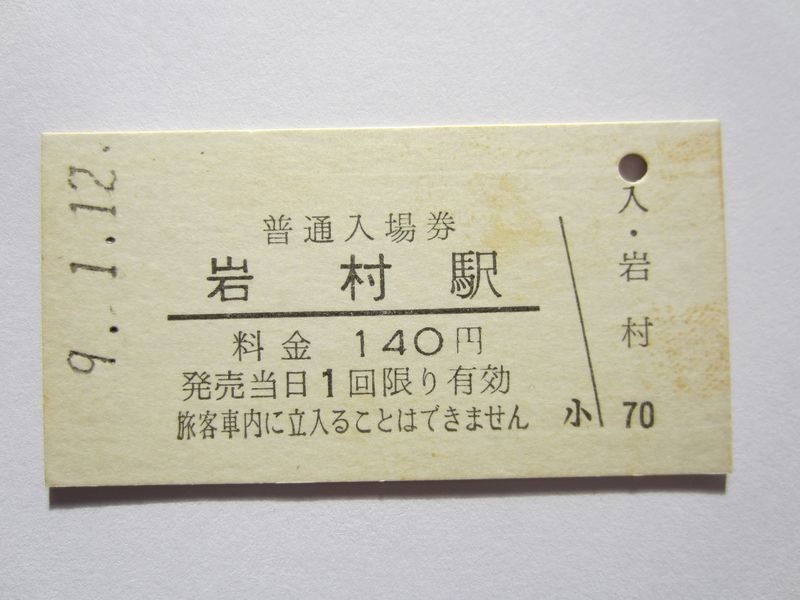 9.-1.12.
普通入場券
岩村駅
料金 140円
発売当日1回限り有効
旅客車内に立入ることはできません
小
入・岩村
70